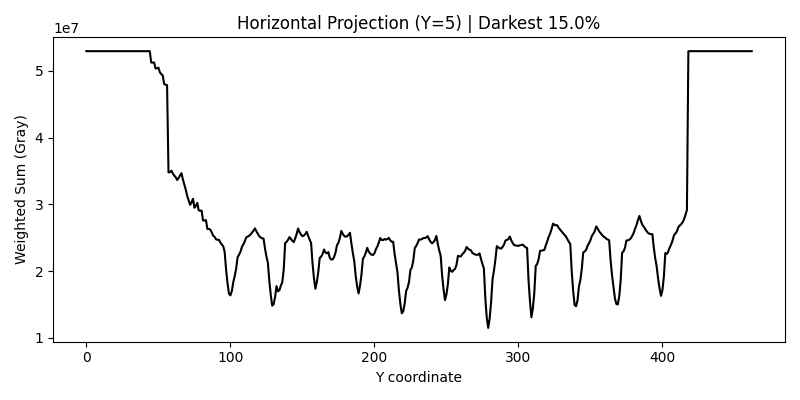 Horizontal Projection (Y=5) | Darkest 15.0%
1e7
5
4
3
2
1
Weighted Sum (Gray)
0 100 200 300 400
Y coordinate